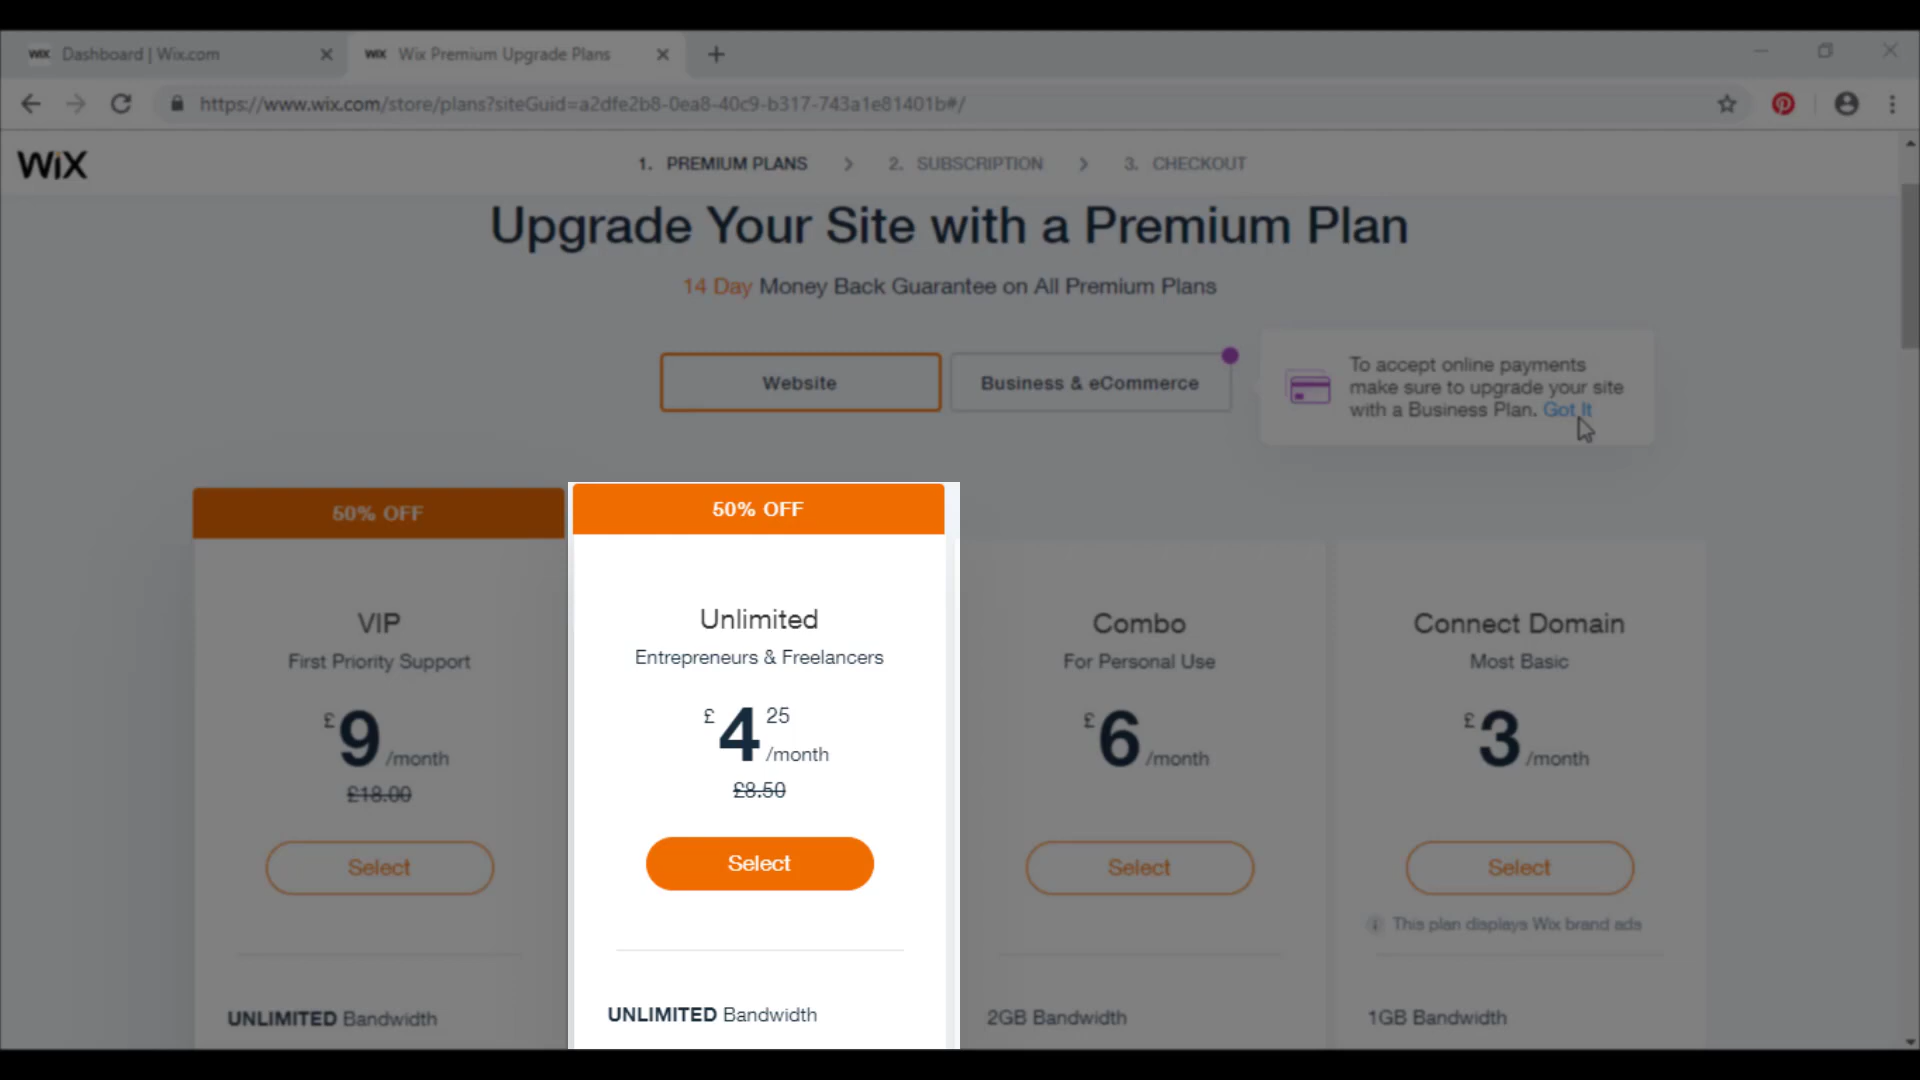 WIX Dashboard | Wix.com
WIX Wix Premium Upgrade Plans
https://www.wix.com/store/plans?siteGuid=a2dfe2b8-0ea8-40c9-b317-743a1e81401b#/
WiX
1. PREMIUM PLANS > 2. SUBSCRIPTION > 3. CHECKOUT
Upgrade Your Site with a Premium Plan
14 Day Money Back Guarantee on All Premium Plans
Website
Business & eCommerce
To accept online payments
make sure to upgrade your site
with a Business Plan. Got It
50% OFF
VIP
First Priority Support
£9 /month
£18.00
Select
UNLIMITED Bandwidth
50% OFF
Unlimited
Entrepreneurs & Freelancers
£4 25 /month
£8.50
Select
UNLIMITED Bandwidth
Combo
For Personal Use
£6 /month
Select
2GB Bandwidth
Connect Domain
Most Basic
£3 /month
Select
This plan displays Wix brand ads
1GB Bandwidth